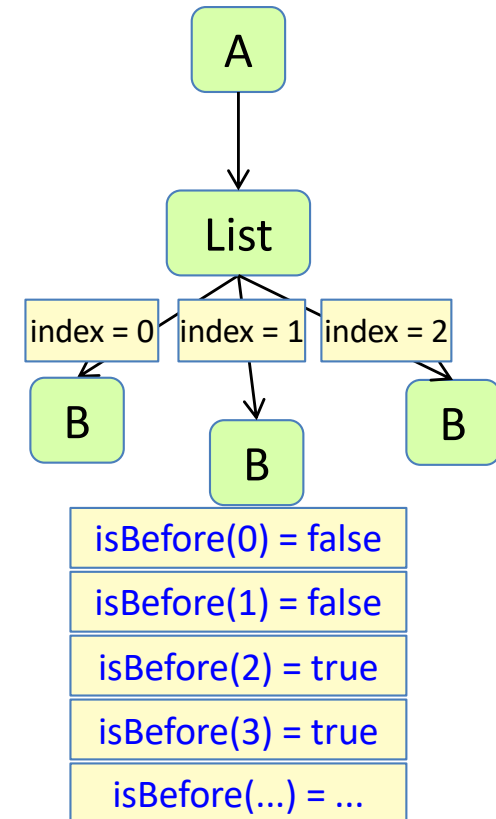 A
List
index = 0
index = 1
index = 2
B
B
B
isBefore(0) = false
isBefore(1) = false
isBefore(2) = true
isBefore(3) = true
isBefore(...) = ...